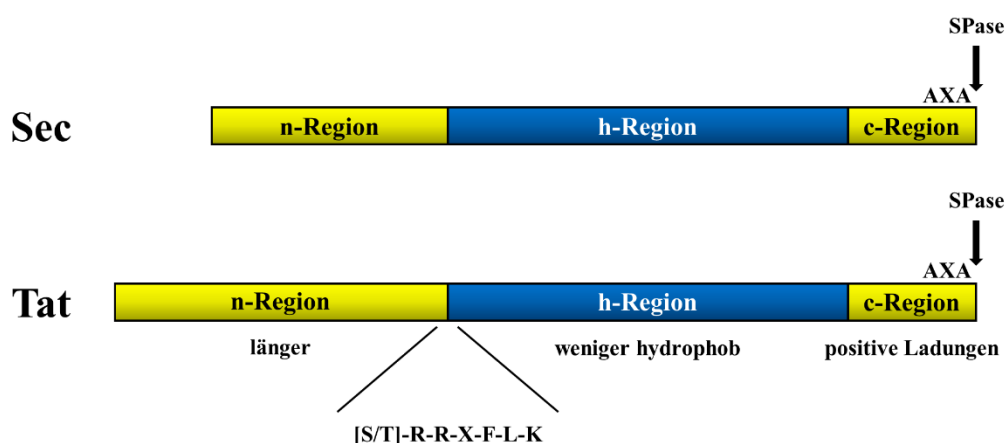 SPase
AXA
Sec n-Region h-Region c-Region
SPase
AXA
Tat n-Region h-Region c-Region
länger weniger hydrophob positive Ladungen
[S/T]-R-R-X-F-L-K